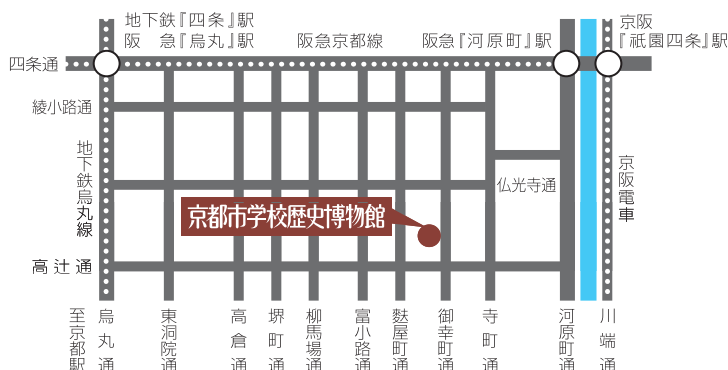 地下鉄『四条』駅
阪 急『烏丸』駅
阪急京都線
阪急『河原町』駅
京阪
『祇園四条』駅
四条通
綾小路通
地下鉄烏丸線
仏光寺通
京阪電車
京都市学校歴史博物館
高辻通
至京都駅
烏丸通
東洞院通
高倉通
堺町通
柳馬場通
富小路通
麩屋町通
御幸町通
寺町通
河原町通
川端通